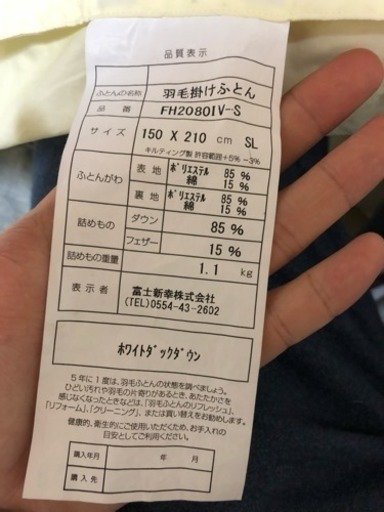 品質表示
ふとんの名称 羽毛掛けふとん
品番 FH2080IV-S
サイズ 150 X 210 cm SL
キルティング製 許容範囲+5% -3%
ふとんがわ 表地 ポリエステル 85 %
綿 15 %
裏地 ポリエステル 85 %
綿 15 %
詰めもの ダウン 85 %
フェザー 15 %
詰めもの重量 1.1 kg
表示者 富士新幸株式会社
(TEL)0554-43-2602
ホワイトダックダウン
5年に1度は、羽毛ふとんの状態を調べましょう。
ひどい汚れや羽毛の片寄りがあるとき、あたたかさを
感じなくなったときなどは、「羽毛ふとんのリフレッシュ」、
「リフォーム」、「クリーニング」、または買い替えをお勧めします。
健康的、衛生的にご使用いただくため、お手入れの
目安としてご利用ください。
購入年月 年 月
購入先